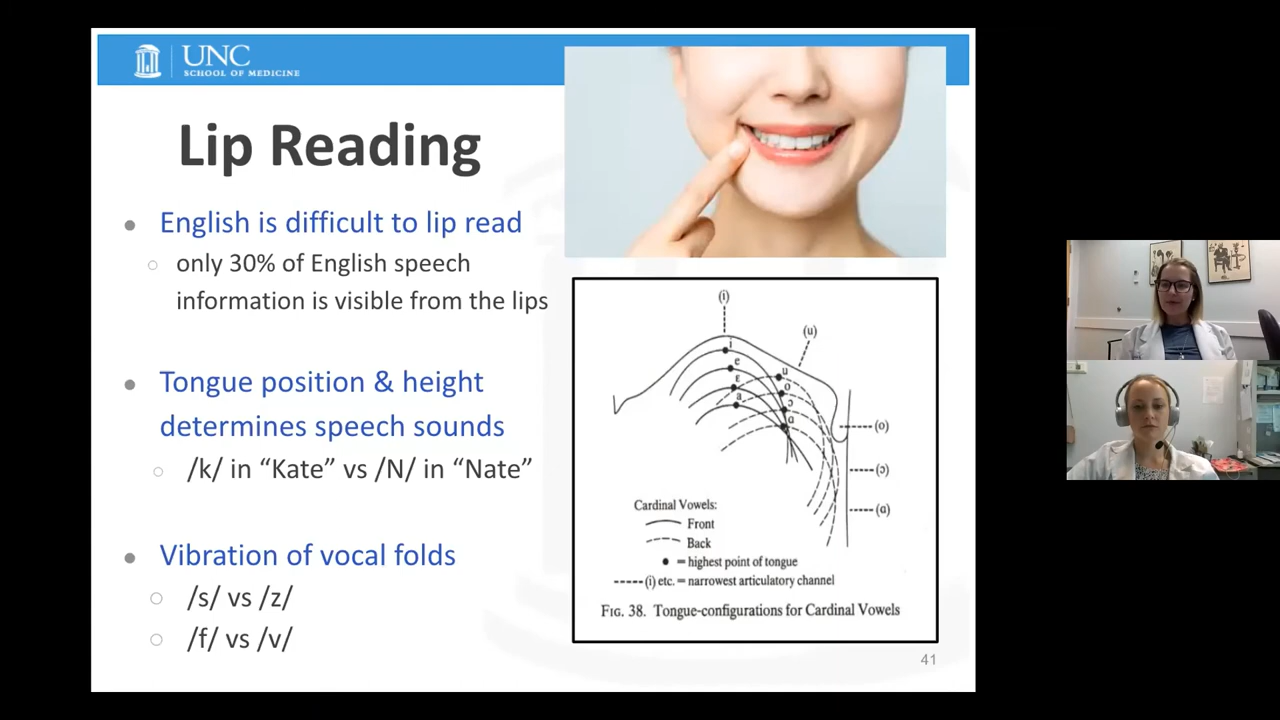 UNC
SCHOOL OF MEDICINE
Lip Reading
English is difficult to lip read
only 30% of English speech
information is visible from the lips
Tongue position & height
determines speech sounds
/k/ in “Kate” vs /N/ in “Nate”
Vibration of vocal folds
/s/ vs /z/
/f/ vs /v/
(i)
(u)
i
e
ɛ
a
u
o
ɔ
ɑ
(o)
(ɔ)
(ɑ)
Cardinal Vowels:
Front
Back
= highest point of tongue
(i) etc. = narrowest articulatory channel
FIG. 38. Tongue-configurations for Cardinal Vowels
41